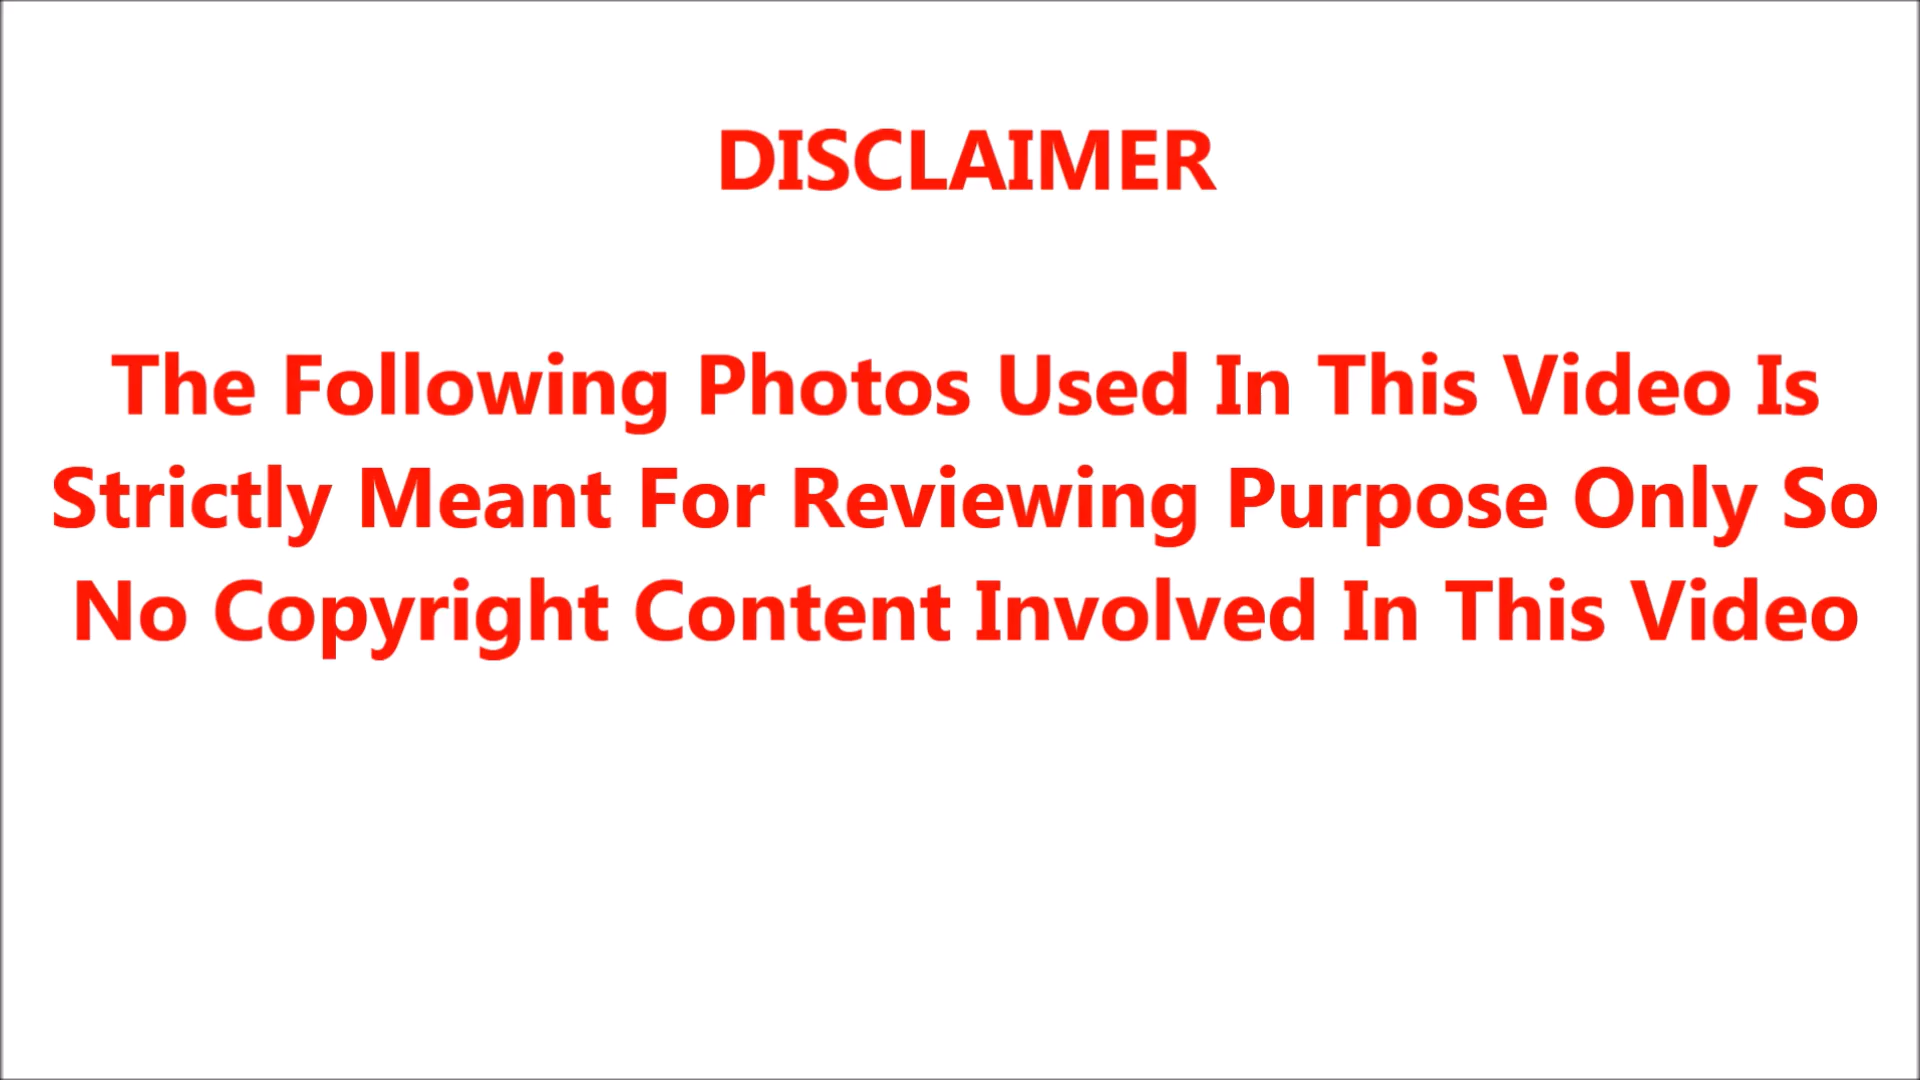 DISCLAIMER
The Following Photos Used In This Video Is
Strictly Meant For Reviewing Purpose Only So
No Copyright Content Involved In This Video